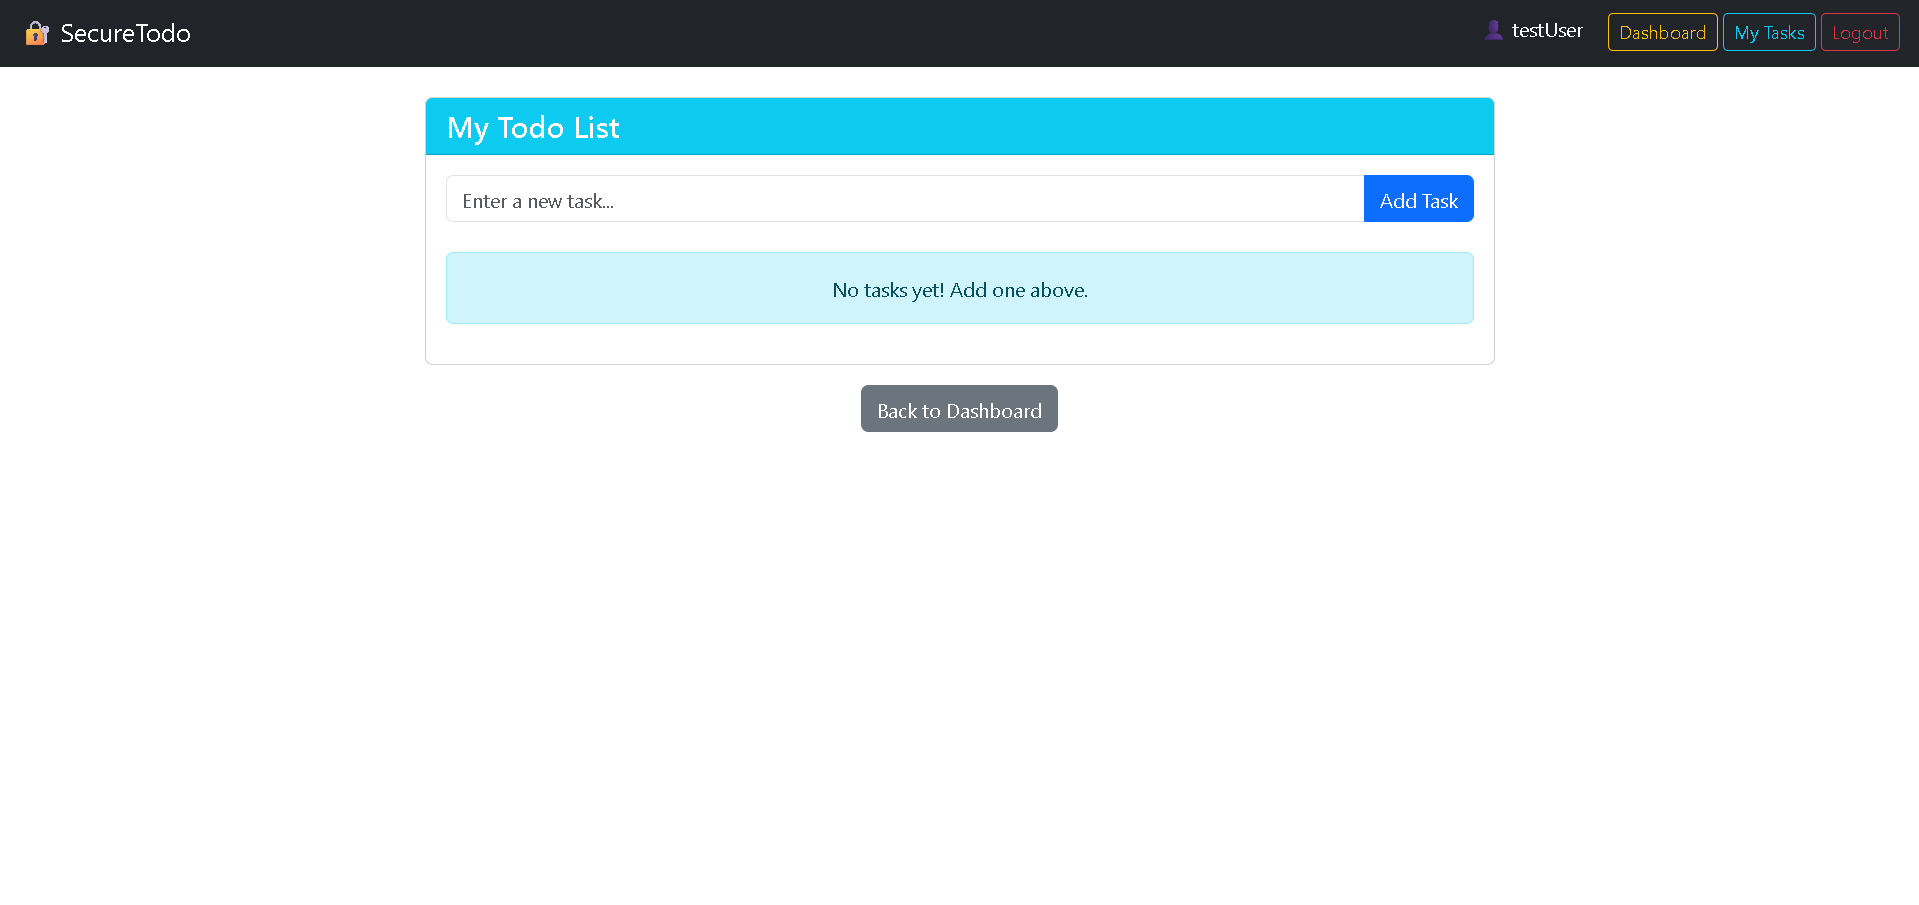 SecureTodo
testUser
Dashboard
My Tasks
Logout
My Todo List
Enter a new task...
Add Task
No tasks yet! Add one above.
Back to Dashboard